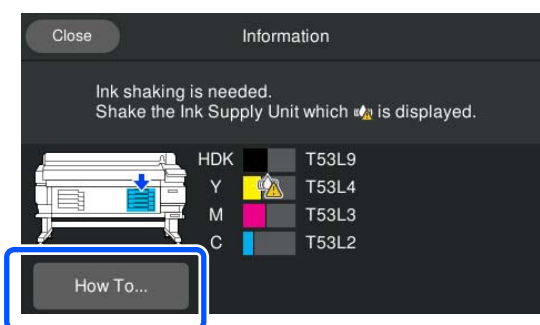 Close
Information
Ink shaking is needed.
Shake the Ink Supply Unit which is displayed.
HDK T53L9
Y T53L4
M T53L3
C T53L2
How To...